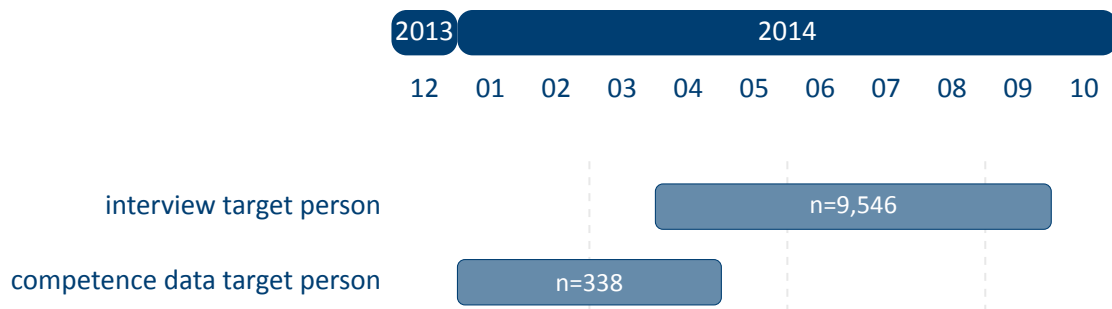 2013 2014
12 01 02 03 04 05 06 07 08 09 10
interview target person n=9,546
competence data target person n=338